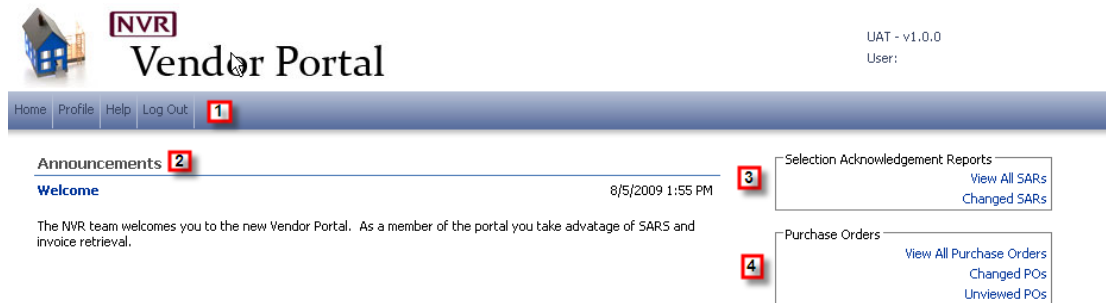 NVR
Vendor Portal
UAT - v1.0.0
User:
Home Profile Help Log Out 1
Announcements 2
Welcome 8/5/2009 1:55 PM
The NVR team welcomes you to the new Vendor Portal. As a member of the portal you take advatage of SARS and
invoice retrieval.
3
Selection Acknowledgement Reports
View All SARs
Changed SARs
4
Purchase Orders
View All Purchase Orders
Changed POs
Unviewed POs